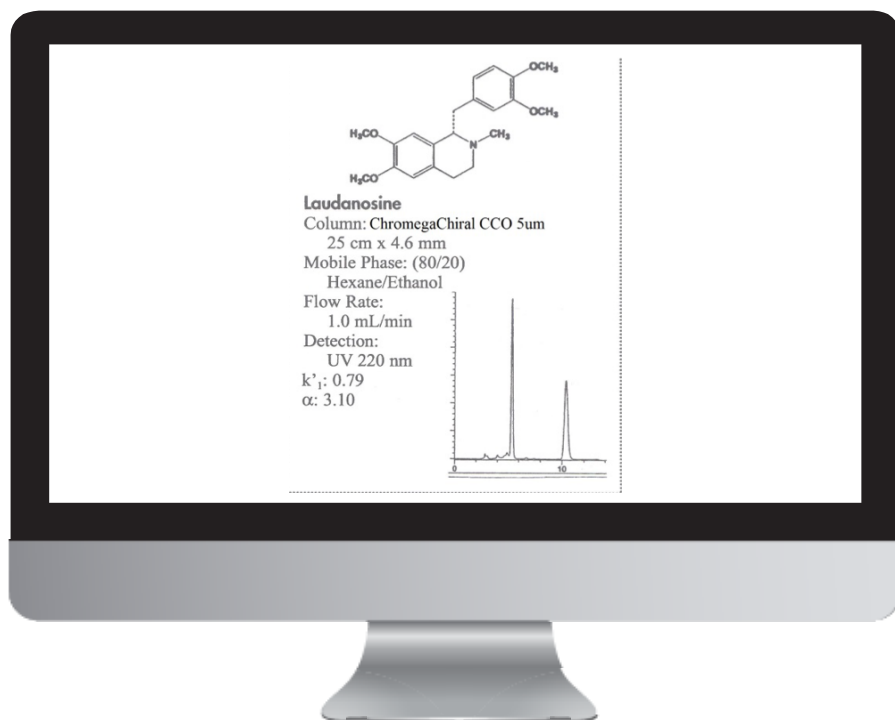 OCH₃
OCH₃
H₃CO
N
CH₃
H₃CO
Laudanosine
Column: ChromegaChiral CCO 5um
25 cm x 4.6 mm
Mobile Phase: (80/20)
Hexane/Ethanol
Flow Rate:
1.0 mL/min
Detection:
UV 220 nm
k'₁: 0.79
α: 3.10
0 10